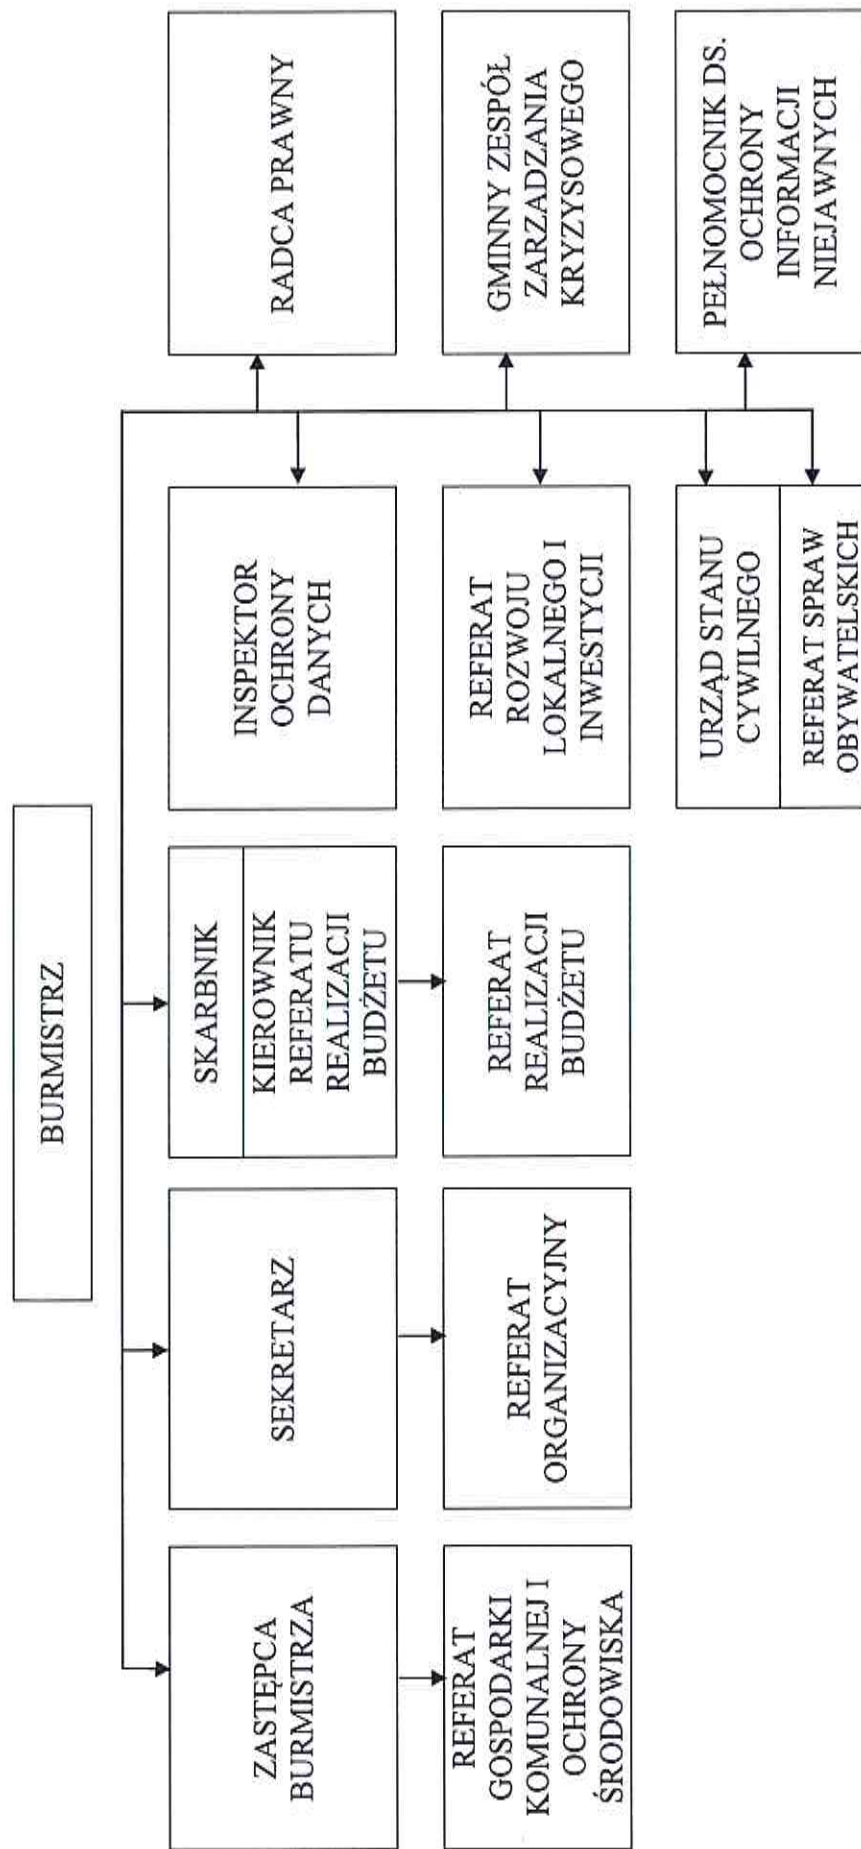 BURMISTRZ
ZASTĘPCA
BURMISTRZA
SEKRETARZ
SKARBNIK
KIEROWNIK
REFERATU
REALIZACJI
BUDŻETU
INSPEKTOR
OCHRONY
DANYCH
RADCA PRAWNY
REFERAT
GOSPODARKI
KOMUNALNEJ I
OCHRONY
ŚRODOWISKA
REFERAT
ORGANIZACYJNY
REFERAT
REALIZACJI
BUDŻETU
REFERAT
ROZWOJU
LOKALNEGO I
INWESTYCJI
GMINNY ZESPÓŁ
ZARZADZANIA
KRYZYSOWEGO
URZĄD STANU
CYWILNEGO
REFERAT SPRAW
OBYWATELSKICH
PEŁNOMOCNIK DS.
OCHRONY
INFORMACJI
NIEJAWNYCH